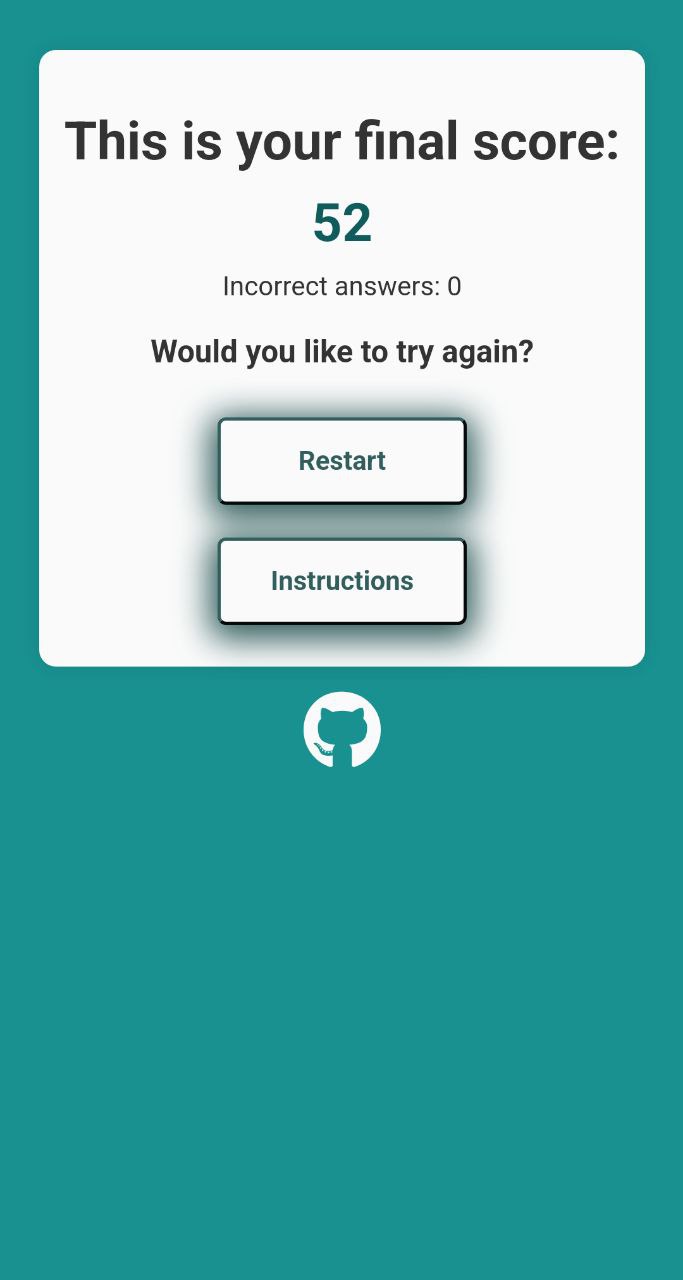 This is your final score:
52
Incorrect answers: 0
Would you like to try again?
Restart
Instructions